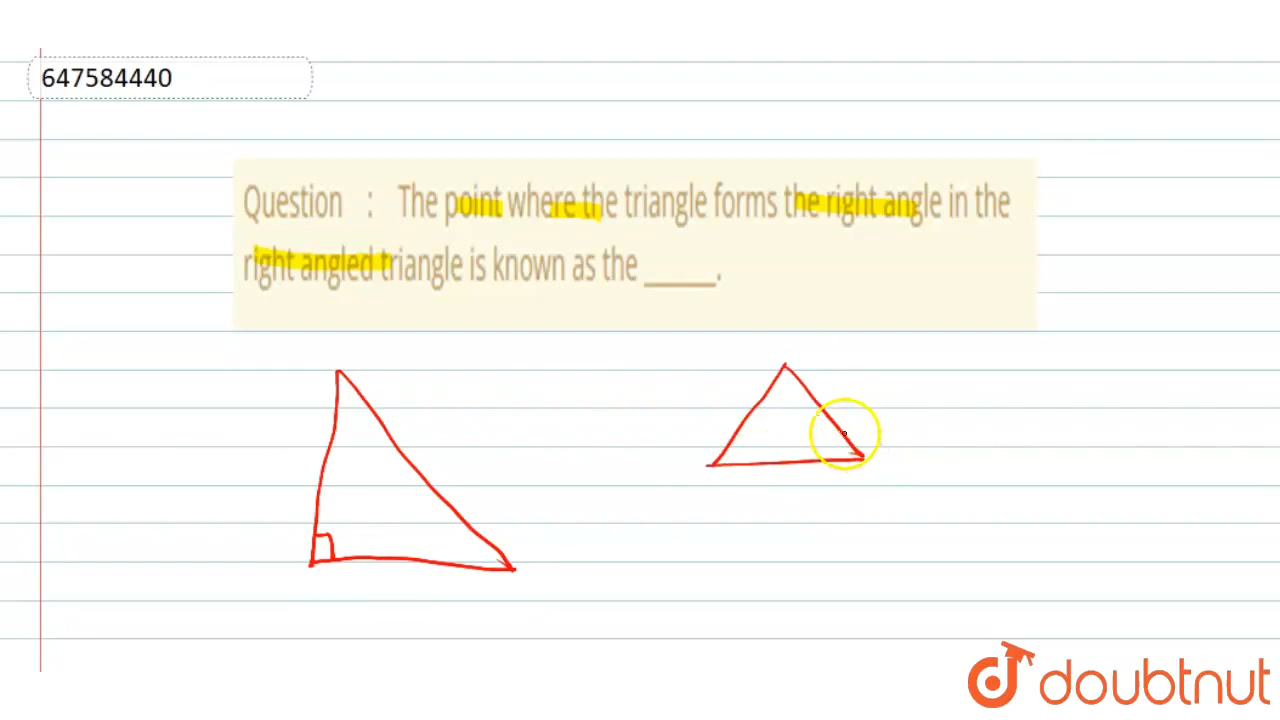 647584440
Question : The point where the triangle forms the right angle in the
right angled triangle is known as the ______.
doubtnut